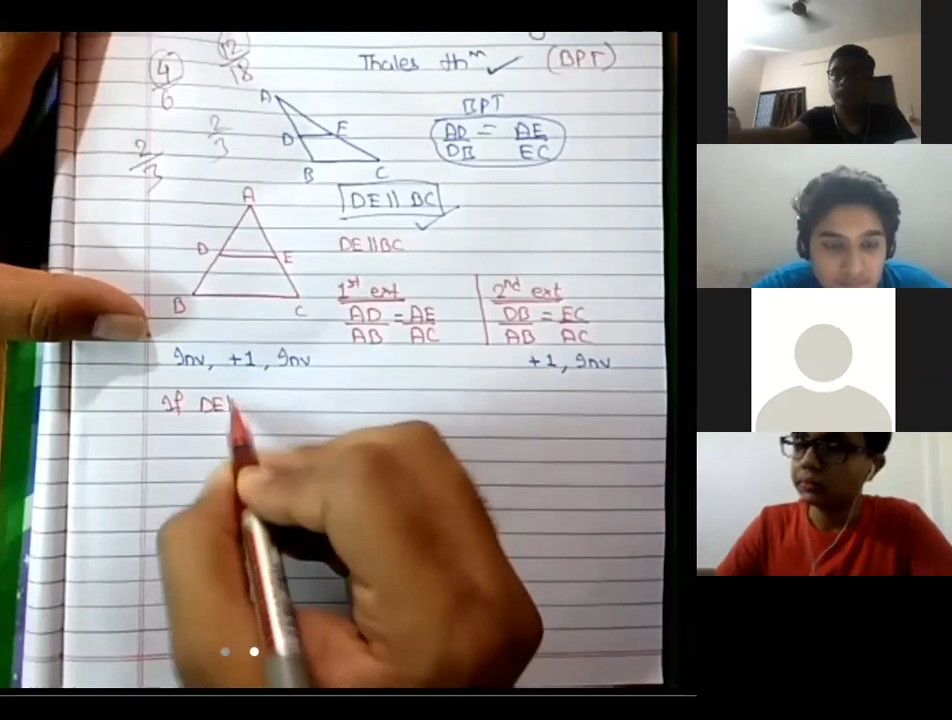 Thales thm (BPT)
4/6
12/18
2/3
2/3
A
D E
B C
BPT
AD/DB = AE/EC
DE || BC
A
D E
B C
DE || BC
1st ext
AD/AB = AE/AC
2nd ext
DB/AB = EC/AC
Inv, +1, Inv
+1, Inv
If DE ||